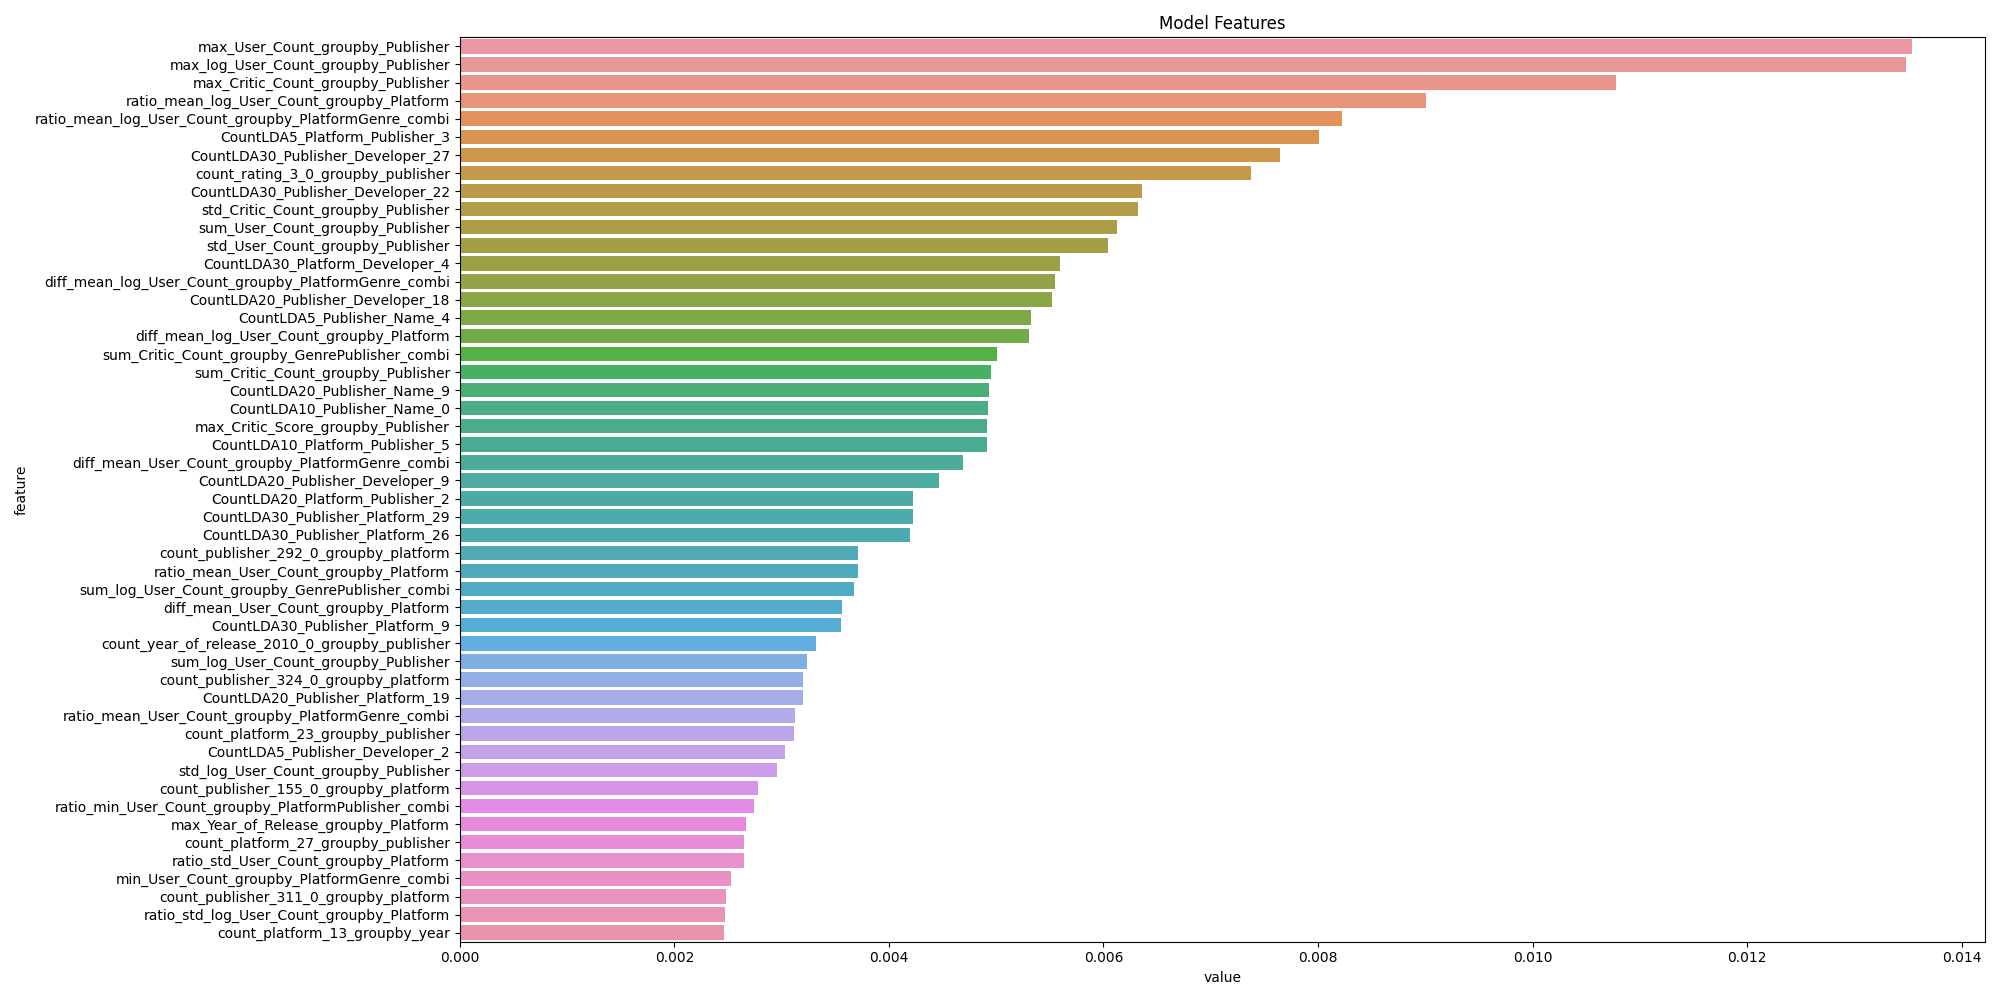 Model Features
feature
max_User_Count_groupby_Publisher
max_log_User_Count_groupby_Publisher
max_Critic_Count_groupby_Publisher
ratio_mean_log_User_Count_groupby_Platform
ratio_mean_log_User_Count_groupby_PlatformGenre_combi
CountLDA5_Platform_Publisher_3
CountLDA30_Publisher_Developer_27
count_rating_3_0_groupby_publisher
CountLDA30_Publisher_Developer_22
std_Critic_Count_groupby_Publisher
sum_User_Count_groupby_Publisher
std_User_Count_groupby_Publisher
CountLDA30_Platform_Developer_4
diff_mean_log_User_Count_groupby_PlatformGenre_combi
CountLDA20_Publisher_Developer_18
CountLDA5_Publisher_Name_4
diff_mean_log_User_Count_groupby_Platform
sum_Critic_Count_groupby_GenrePublisher_combi
sum_Critic_Count_groupby_Publisher
CountLDA20_Publisher_Name_9
CountLDA10_Publisher_Name_0
max_Critic_Score_groupby_Publisher
CountLDA10_Platform_Publisher_5
diff_mean_User_Count_groupby_PlatformGenre_combi
CountLDA20_Publisher_Developer_9
CountLDA20_Platform_Publisher_2
CountLDA30_Publisher_Platform_29
CountLDA30_Publisher_Platform_26
count_publisher_292_0_groupby_platform
ratio_mean_User_Count_groupby_Platform
sum_log_User_Count_groupby_GenrePublisher_combi
diff_mean_User_Count_groupby_Platform
CountLDA30_Publisher_Platform_9
count_year_of_release_2010_0_groupby_publisher
sum_log_User_Count_groupby_Publisher
count_publisher_324_0_groupby_platform
CountLDA20_Publisher_Platform_19
ratio_mean_User_Count_groupby_PlatformGenre_combi
count_platform_23_groupby_publisher
CountLDA5_Publisher_Developer_2
std_log_User_Count_groupby_Publisher
count_publisher_155_0_groupby_platform
ratio_min_User_Count_groupby_PlatformPublisher_combi
max_Year_of_Release_groupby_Platform
count_platform_27_groupby_publisher
ratio_std_User_Count_groupby_Platform
min_User_Count_groupby_PlatformGenre_combi
count_publisher_311_0_groupby_platform
ratio_std_log_User_Count_groupby_Platform
count_platform_13_groupby_year
0.000 0.002 0.004 0.006 0.008 0.010 0.012 0.014
value